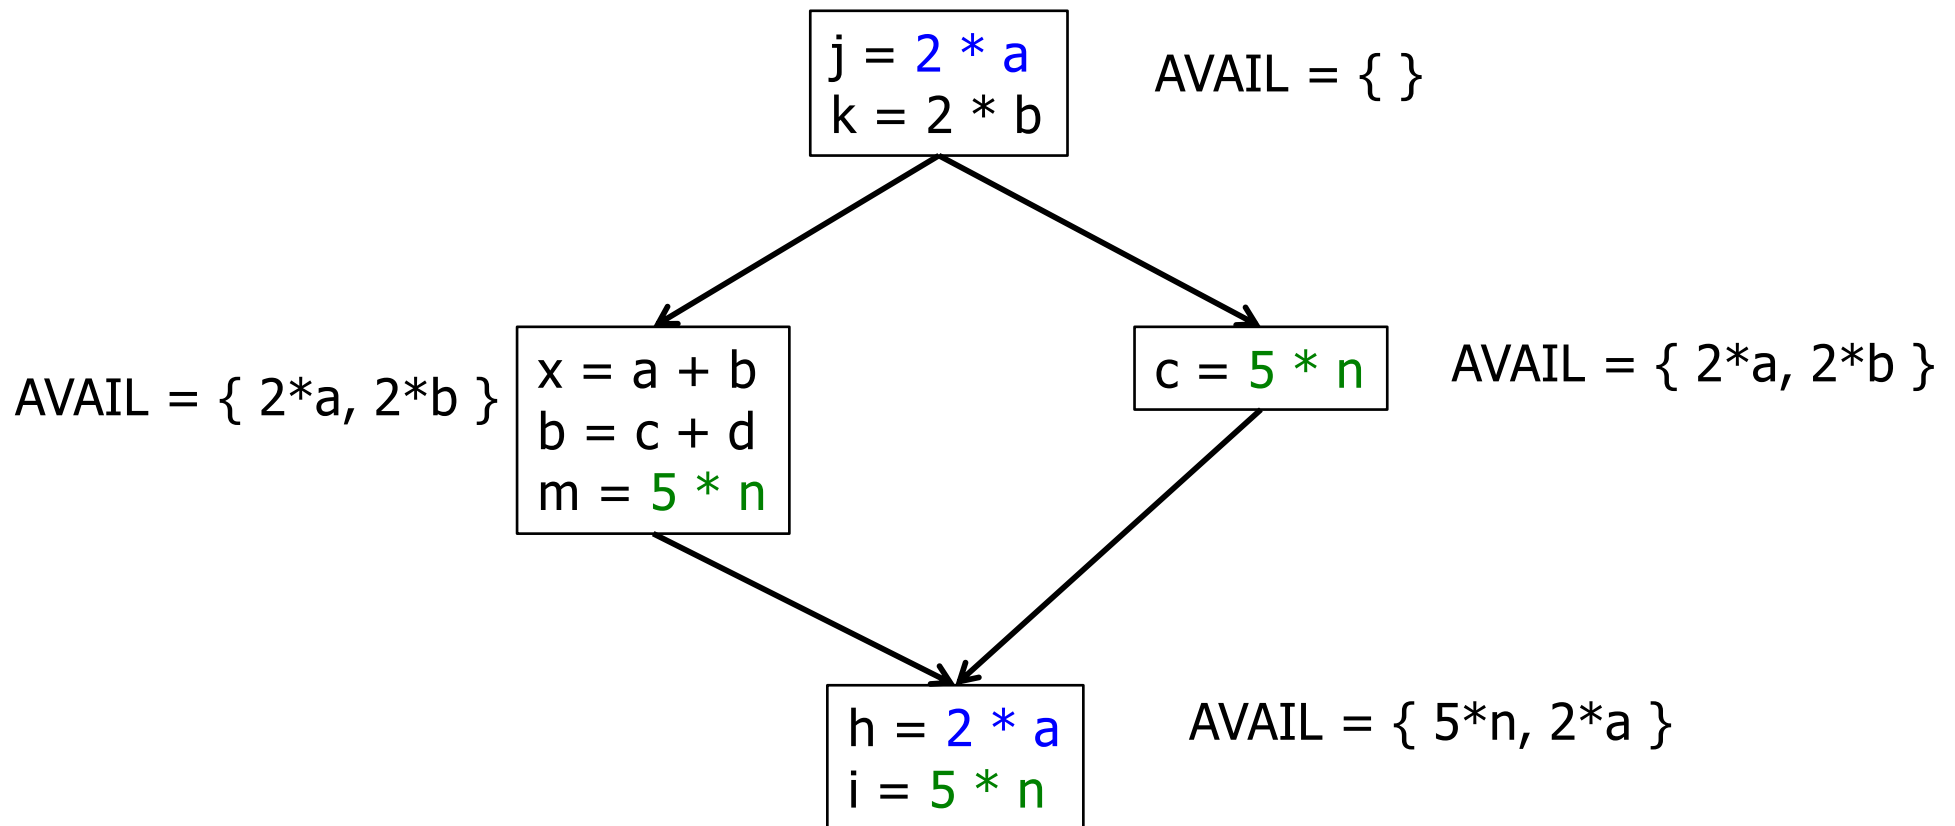 j = 2 * a
k = 2 * b
AVAIL = { }
AVAIL = { 2*a, 2*b }
x = a + b
b = c + d
m = 5 * n
c = 5 * n
AVAIL = { 2*a, 2*b }
h = 2 * a
i = 5 * n
AVAIL = { 5*n, 2*a }